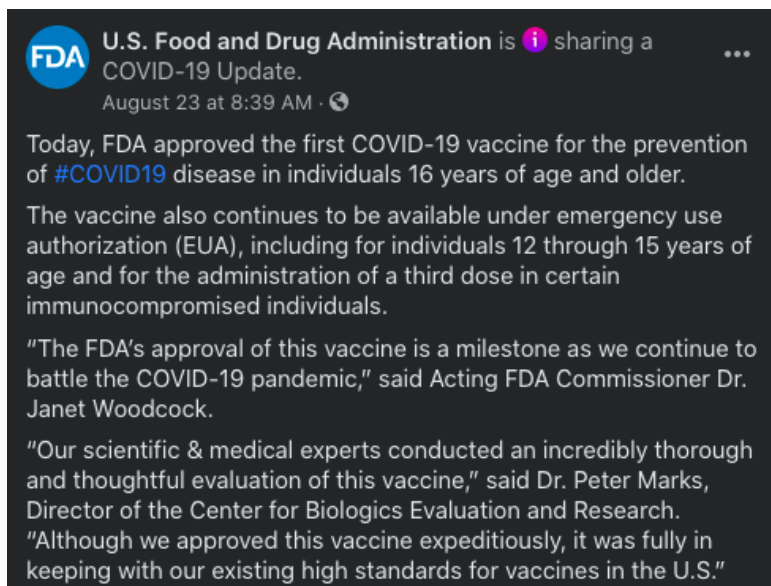 FDA
U.S. Food and Drug Administration is i sharing a
COVID-19 Update.
August 23 at 8:39 AM ·
Today, FDA approved the first COVID-19 vaccine for the prevention
of #COVID19 disease in individuals 16 years of age and older.
The vaccine also continues to be available under emergency use
authorization (EUA), including for individuals 12 through 15 years of
age and for the administration of a third dose in certain
immunocompromised individuals.
“The FDA’s approval of this vaccine is a milestone as we continue to
battle the COVID-19 pandemic,” said Acting FDA Commissioner Dr.
Janet Woodcock.
“Our scientific & medical experts conducted an incredibly thorough
and thoughtful evaluation of this vaccine,” said Dr. Peter Marks,
Director of the Center for Biologics Evaluation and Research.
“Although we approved this vaccine expeditiously, it was fully in
keeping with our existing high standards for vaccines in the U.S.”